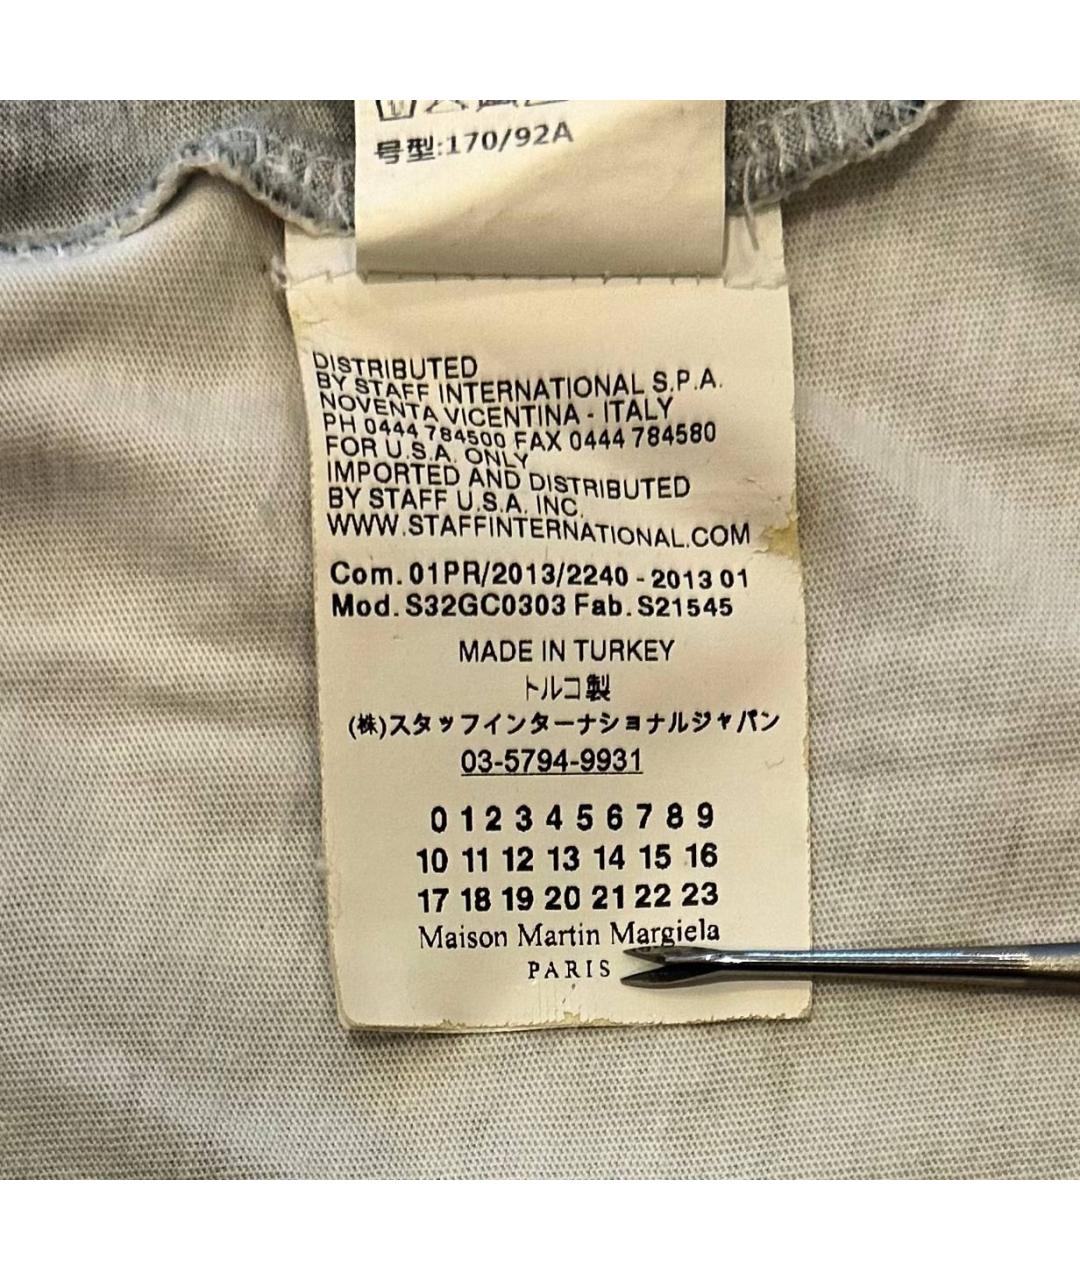 号型:170/92A
DISTRIBUTED
BY STAFF INTERNATIONAL S.P.A.
NOVENTA VICENTINA - ITALY
PH 0444 784500 FAX 0444 784580
FOR U.S.A. ONLY
IMPORTED AND DISTRIBUTED
BY STAFF U.S.A. INC.
WWW.STAFFINTERNATIONAL.COM
Com. 01PR/2013/2240 - 2013 01
Mod. S32GC0303 Fab. S21545
MADE IN TURKEY
トルコ製
(株)スタッフインターナショナルジャパン
03-5794-9931
0 1 2 3 4 5 6 7 8 9
10 11 12 13 14 15 16
17 18 19 20 21 22 23
Maison Martin Margiela
PARIS